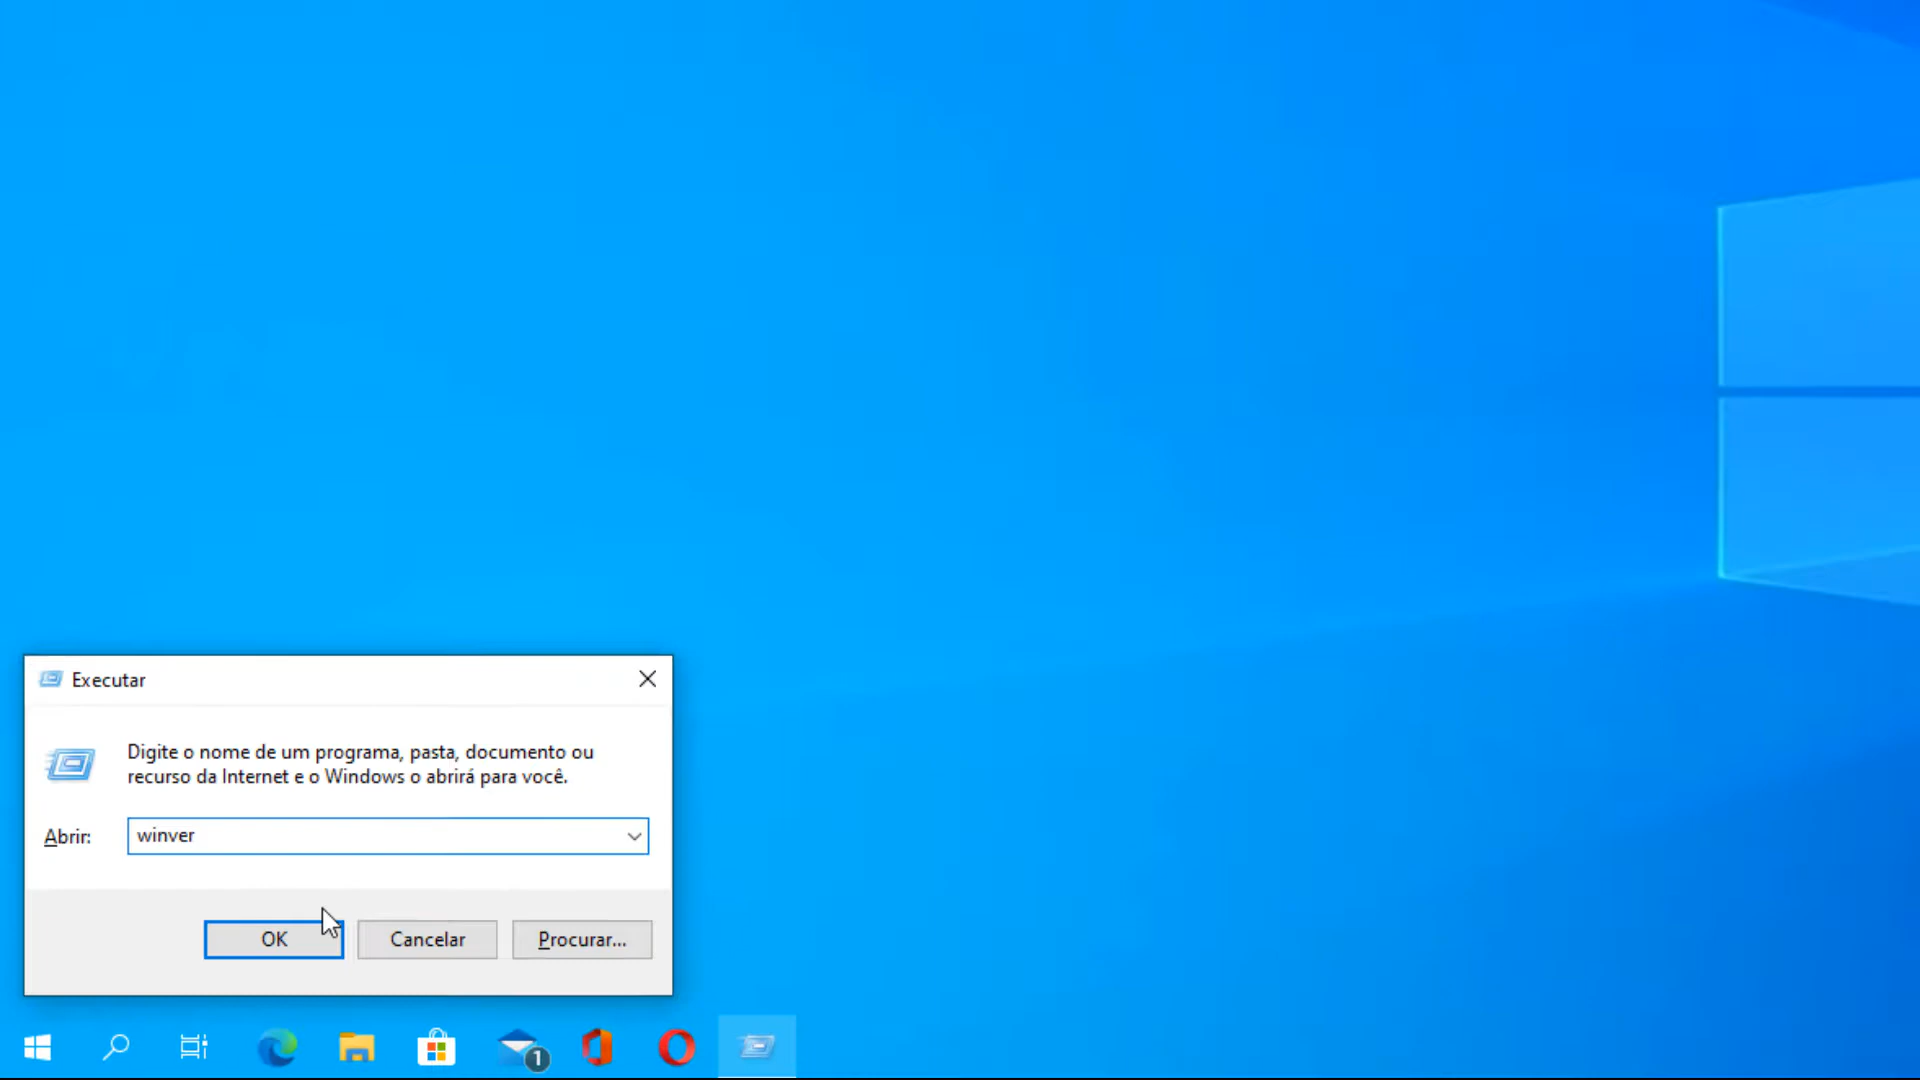 Executar
Digite o nome de um programa, pasta, documento ou
recurso da Internet e o Windows o abrirá para você.
Abrir: winver
OK Cancelar Procurar...
1